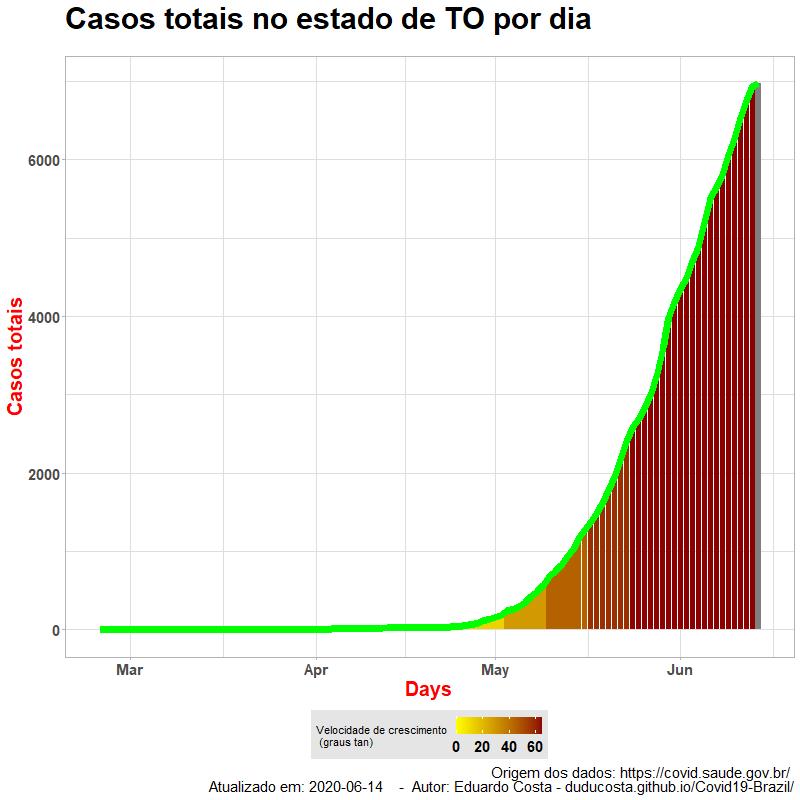 Casos totais no estado de TO por dia
Casos totais
6000
4000
2000
0
Mar Apr May Jun
Days
Velocidade de crescimento
(graus tan)
0 20 40 60
Origem dos dados: https://covid.saude.gov.br/
Atualizado em: 2020-06-14 - Autor: Eduardo Costa - duducosta.github.io/Covid19-Brazil/